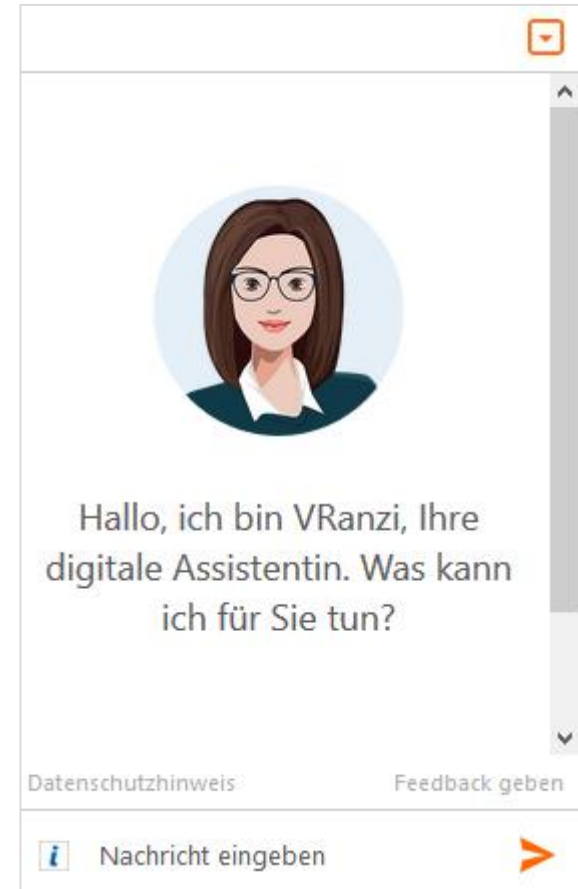 Hallo, ich bin VRanzi, Ihre
digitale Assistentin. Was kann
ich für Sie tun?
Datenschutzhinweis
Feedback geben
i
Nachricht eingeben